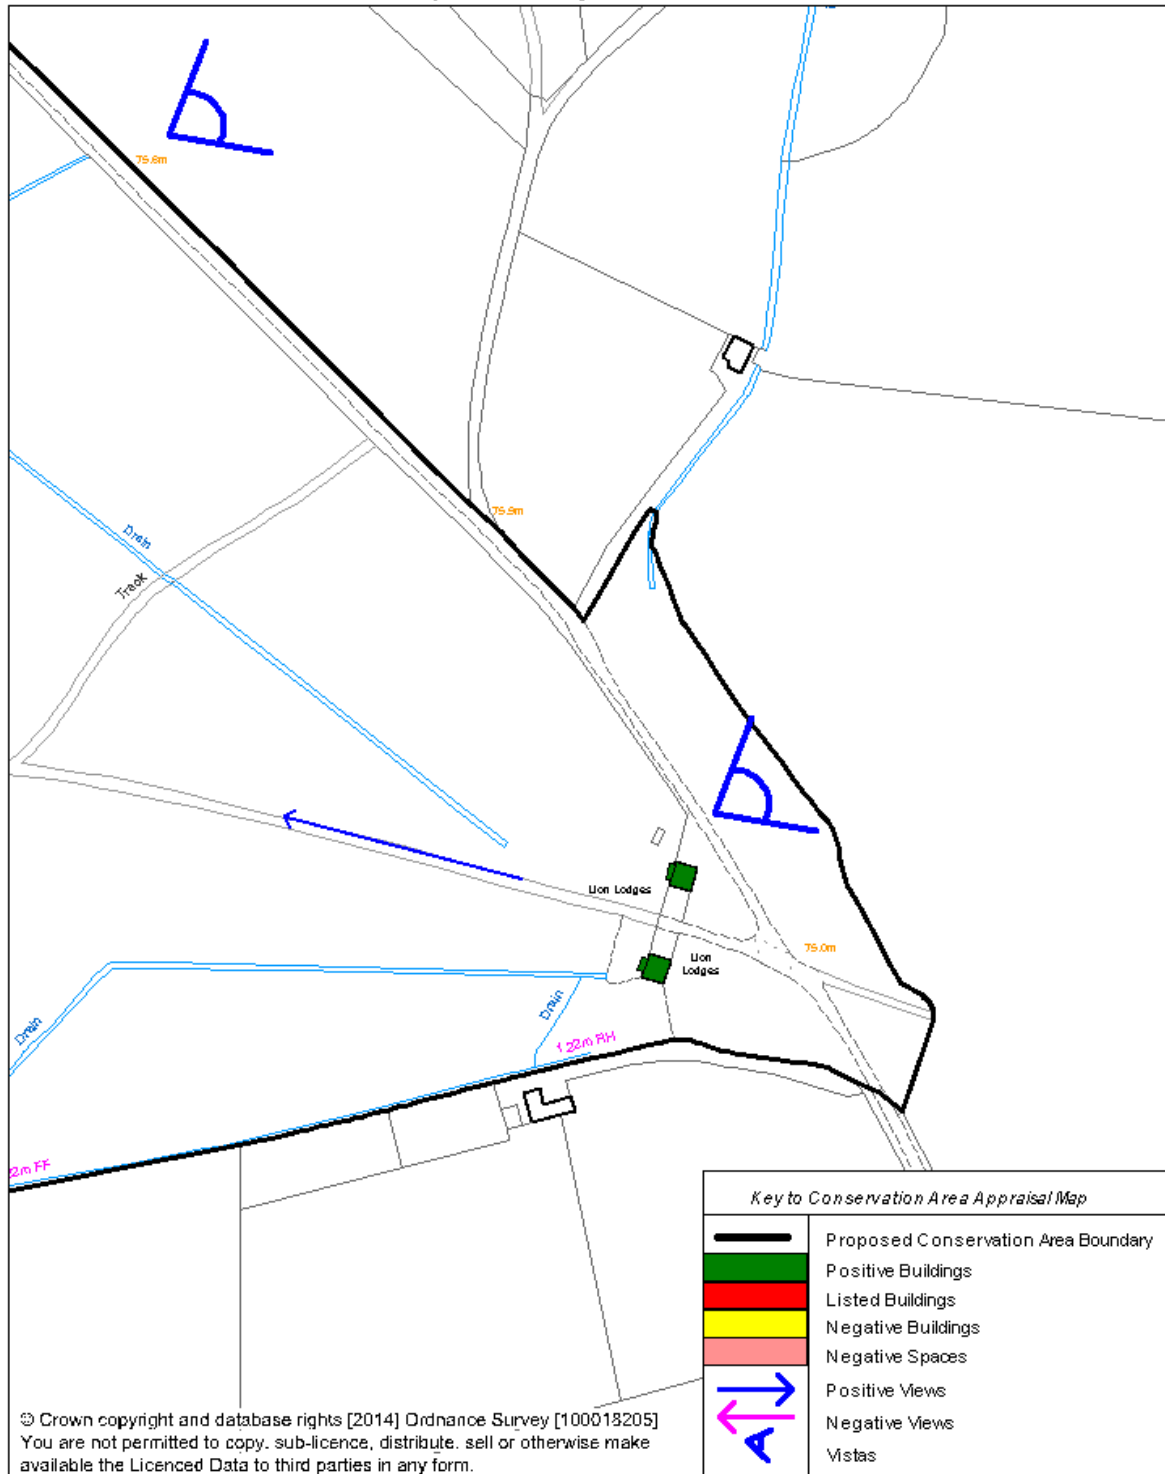 75.6m
75.9m
Drain
Track
Lion Lodges
Lion
Lodges
75.0m
Drain
Drain
1.22m RH
2m FF
Key to Conservation Area Appraisal Map
Proposed Conservation Area Boundary
Positive Buildings
Listed Buildings
Negative Buildings
Negative Spaces
Positive Views
Negative Views
Vistas
© Crown copyright and database rights [2014] Ordnance Survey [100018205]
You are not permitted to copy, sub-licence, distribute, sell or otherwise make
available the Licenced Data to third parties in any form.